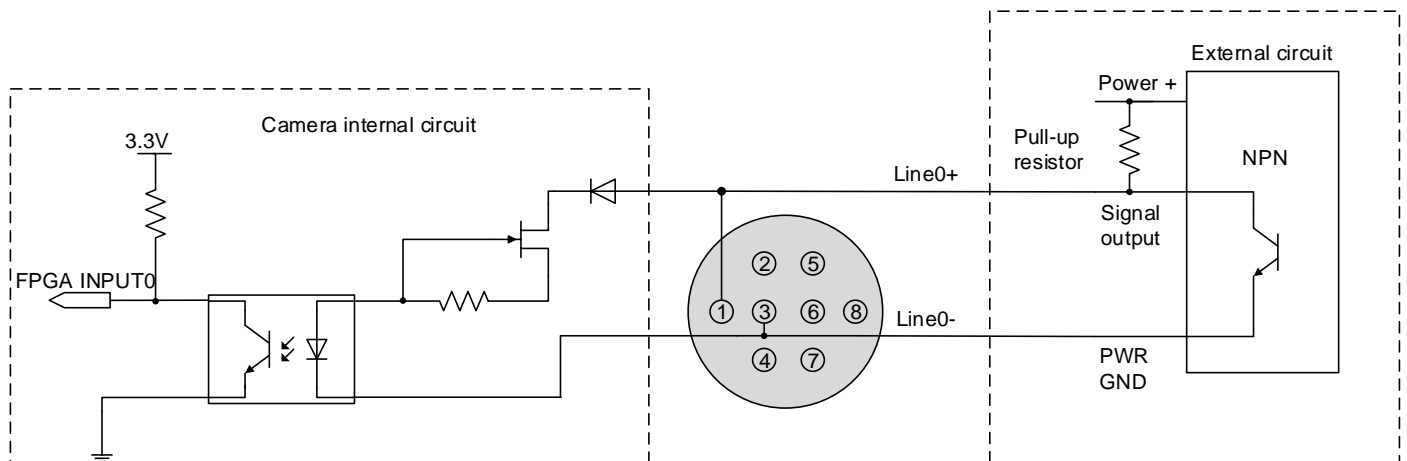 External circuit
Power +
Camera internal circuit
3.3V
Pull-up
resistor
NPN
Line0+
Signal
output
FPGA INPUT0
2
5
1
3
6
8
Line0-
4
7
PWR
GND